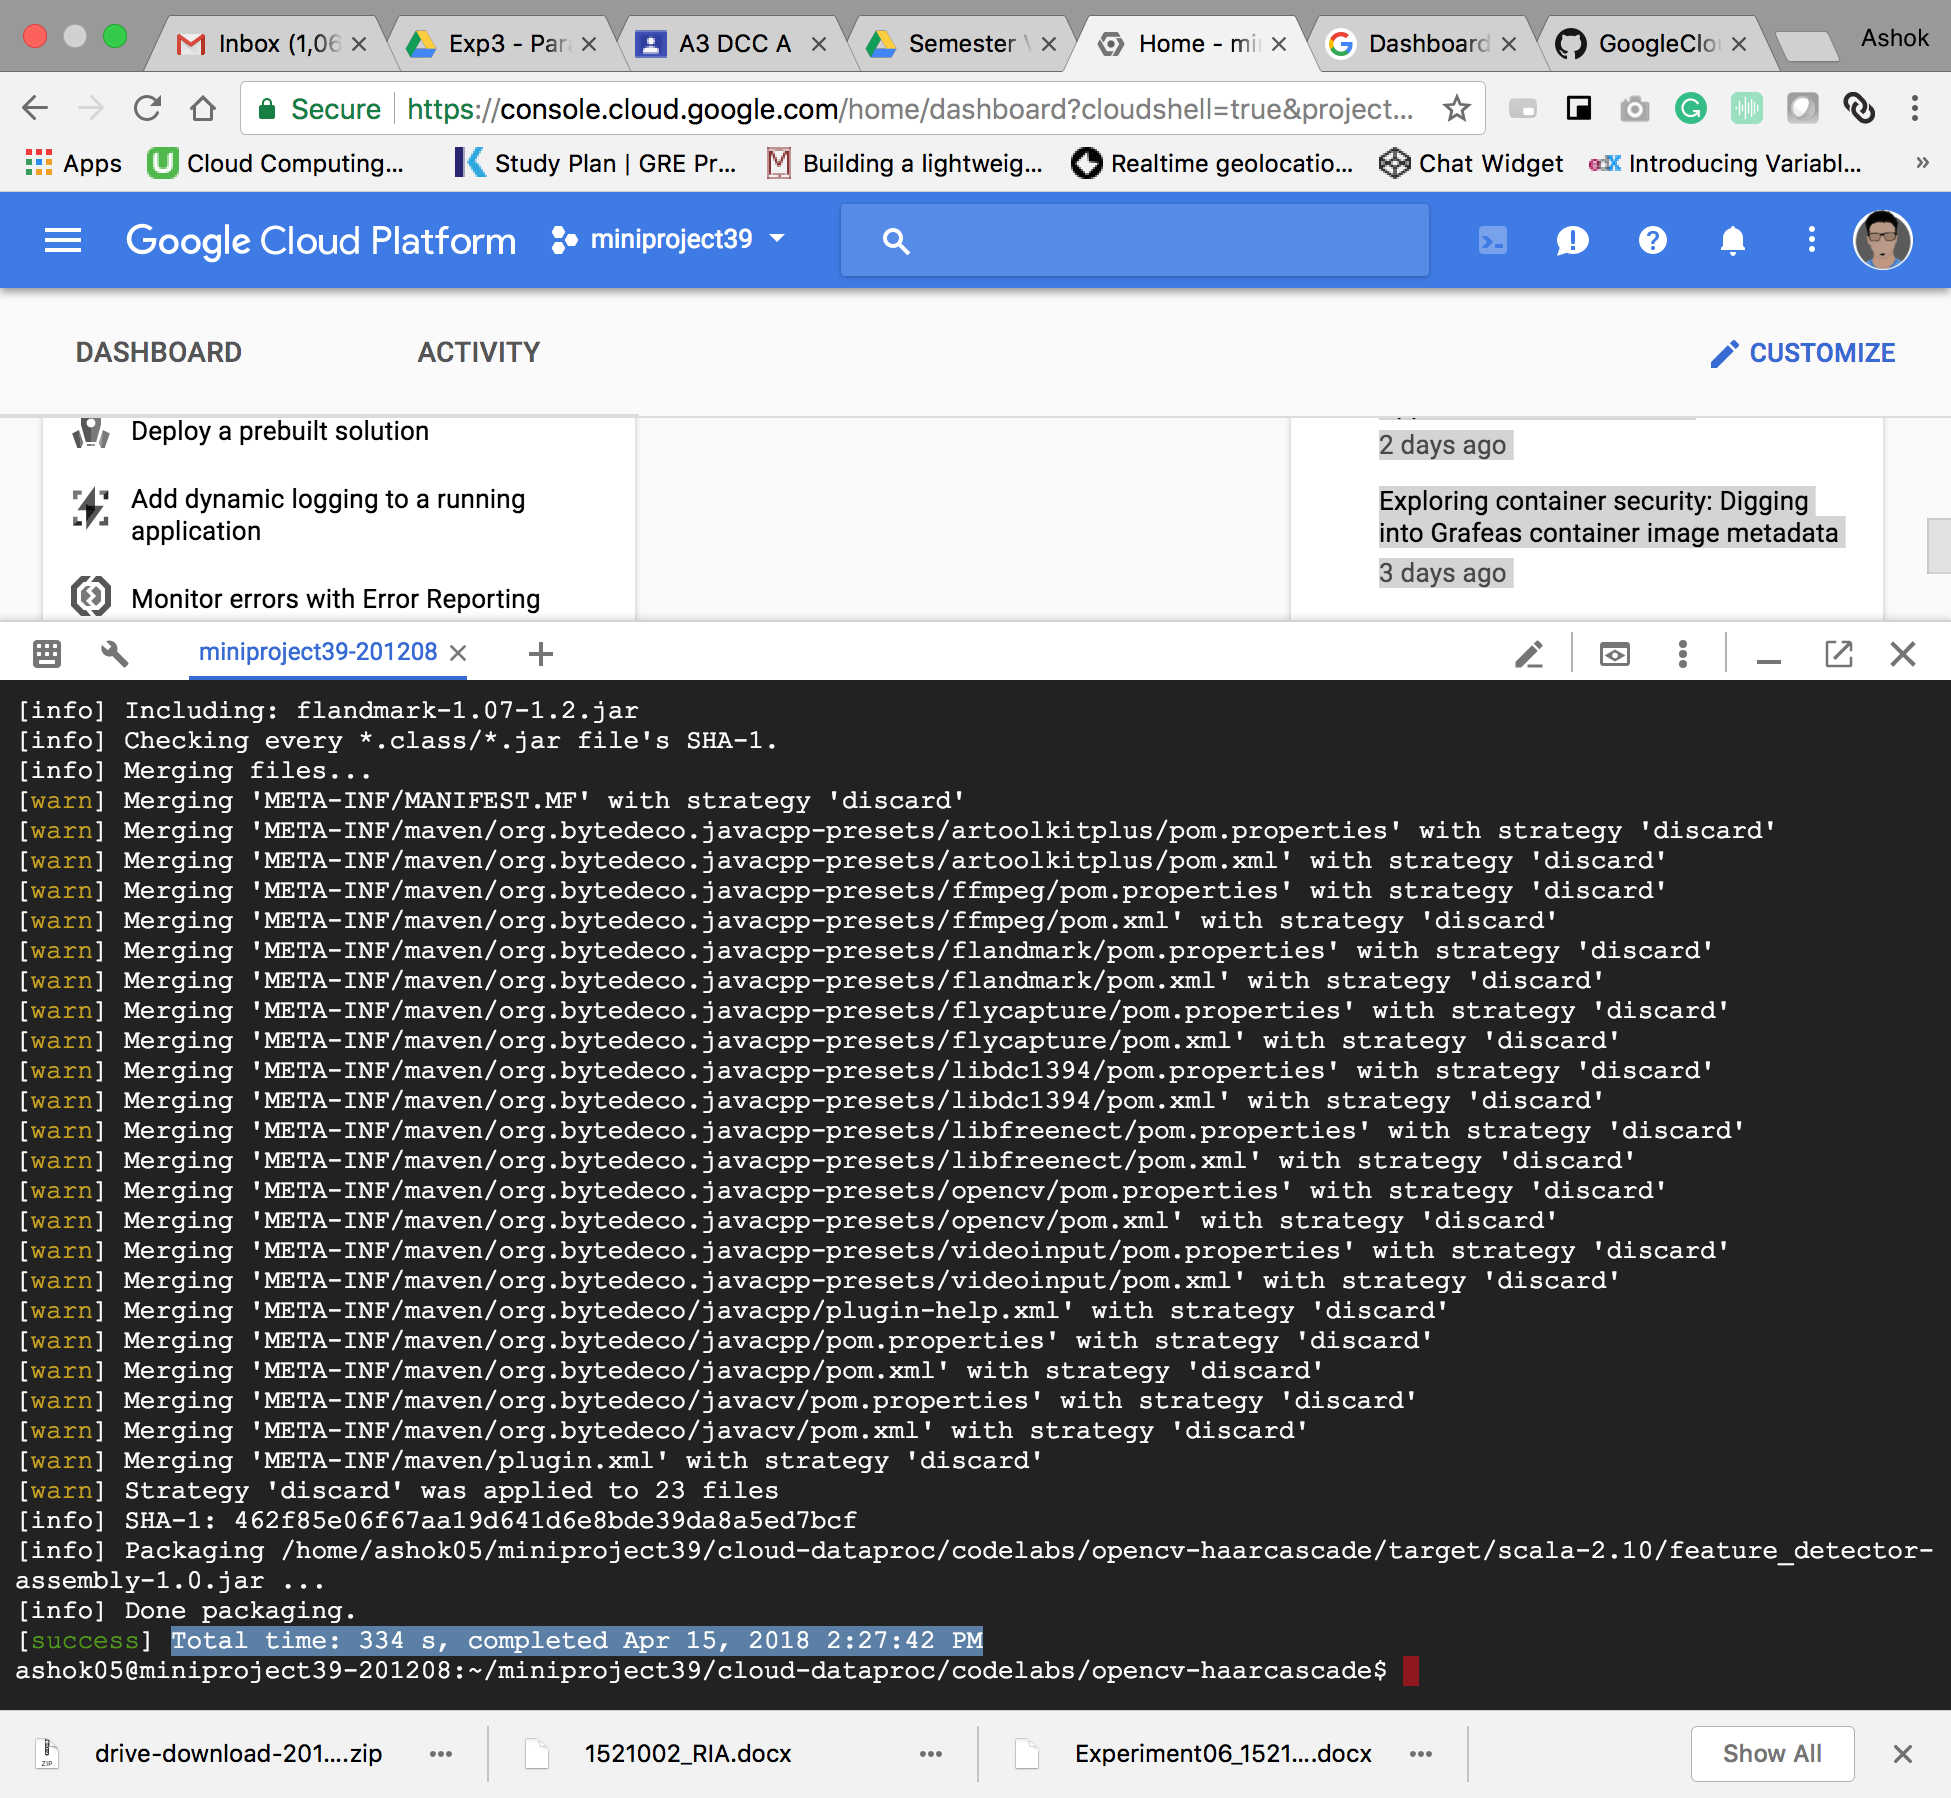 Inbox (1,06
Exp3 - Par
A3 DCC A
Semester
Home - mi
Dashboard
GoogleClo
Ashok
Secure
https://console.cloud.google.com/home/dashboard?cloudshell=true&project...
Apps
Cloud Computing...
Study Plan | GRE Pr...
Building a lightweig...
Realtime geolocatio...
Chat Widget
Introducing Variabl...
»
Google Cloud Platform
miniproject39
DASHBOARD
ACTIVITY
CUSTOMIZE
Deploy a prebuilt solution
Add dynamic logging to a running
application
Monitor errors with Error Reporting
2 days ago
Exploring container security: Digging
into Grafeas container image metadata
3 days ago
miniproject39-201208
[info] Including: flandmark-1.07-1.2.jar
[info] Checking every *.class/*.jar file's SHA-1.
[info] Merging files...
[warn] Merging 'META-INF/MANIFEST.MF' with strategy 'discard'
[warn] Merging 'META-INF/maven/org.bytedeco.javacpp-presets/artoolkitplus/pom.properties' with strategy 'discard'
[warn] Merging 'META-INF/maven/org.bytedeco.javacpp-presets/artoolkitplus/pom.xml' with strategy 'discard'
[warn] Merging 'META-INF/maven/org.bytedeco.javacpp-presets/ffmpeg/pom.properties' with strategy 'discard'
[warn] Merging 'META-INF/maven/org.bytedeco.javacpp-presets/ffmpeg/pom.xml' with strategy 'discard'
[warn] Merging 'META-INF/maven/org.bytedeco.javacpp-presets/flandmark/pom.properties' with strategy 'discard'
[warn] Merging 'META-INF/maven/org.bytedeco.javacpp-presets/flandmark/pom.xml' with strategy 'discard'
[warn] Merging 'META-INF/maven/org.bytedeco.javacpp-presets/flycapture/pom.properties' with strategy 'discard'
[warn] Merging 'META-INF/maven/org.bytedeco.javacpp-presets/flycapture/pom.xml' with strategy 'discard'
[warn] Merging 'META-INF/maven/org.bytedeco.javacpp-presets/libdc1394/pom.properties' with strategy 'discard'
[warn] Merging 'META-INF/maven/org.bytedeco.javacpp-presets/libdc1394/pom.xml' with strategy 'discard'
[warn] Merging 'META-INF/maven/org.bytedeco.javacpp-presets/libfreenect/pom.properties' with strategy 'discard'
[warn] Merging 'META-INF/maven/org.bytedeco.javacpp-presets/libfreenect/pom.xml' with strategy 'discard'
[warn] Merging 'META-INF/maven/org.bytedeco.javacpp-presets/opencv/pom.properties' with strategy 'discard'
[warn] Merging 'META-INF/maven/org.bytedeco.javacpp-presets/opencv/pom.xml' with strategy 'discard'
[warn] Merging 'META-INF/maven/org.bytedeco.javacpp-presets/videoinput/pom.properties' with strategy 'discard'
[warn] Merging 'META-INF/maven/org.bytedeco.javacpp-presets/videoinput/pom.xml' with strategy 'discard'
[warn] Merging 'META-INF/maven/org.bytedeco/javacpp/plugin-help.xml' with strategy 'discard'
[warn] Merging 'META-INF/maven/org.bytedeco/javacpp/pom.properties' with strategy 'discard'
[warn] Merging 'META-INF/maven/org.bytedeco/javacpp/pom.xml' with strategy 'discard'
[warn] Merging 'META-INF/maven/org.bytedeco/javacv/pom.properties' with strategy 'discard'
[warn] Merging 'META-INF/maven/org.bytedeco/javacv/pom.xml' with strategy 'discard'
[warn] Merging 'META-INF/maven/plugin.xml' with strategy 'discard'
[warn] Strategy 'discard' was applied to 23 files
[info] SHA-1: 462f85e06f67aa19d641d6e8bde39da8a5ed7bcf
[info] Packaging /home/ashok05/miniproject39/cloud-dataproc/codelabs/opencv-haarcascade/target/scala-2.10/feature_detector-
assembly-1.0.jar ...
[info] Done packaging.
[success] Total time: 334 s, completed Apr 15, 2018 2:27:42 PM
ashok05@miniproject39-201208:~/miniproject39/cloud-dataproc/codelabs/opencv-haarcascade$
drive-download-201....zip
1521002_RIA.docx
Experiment06_1521....docx
Show All